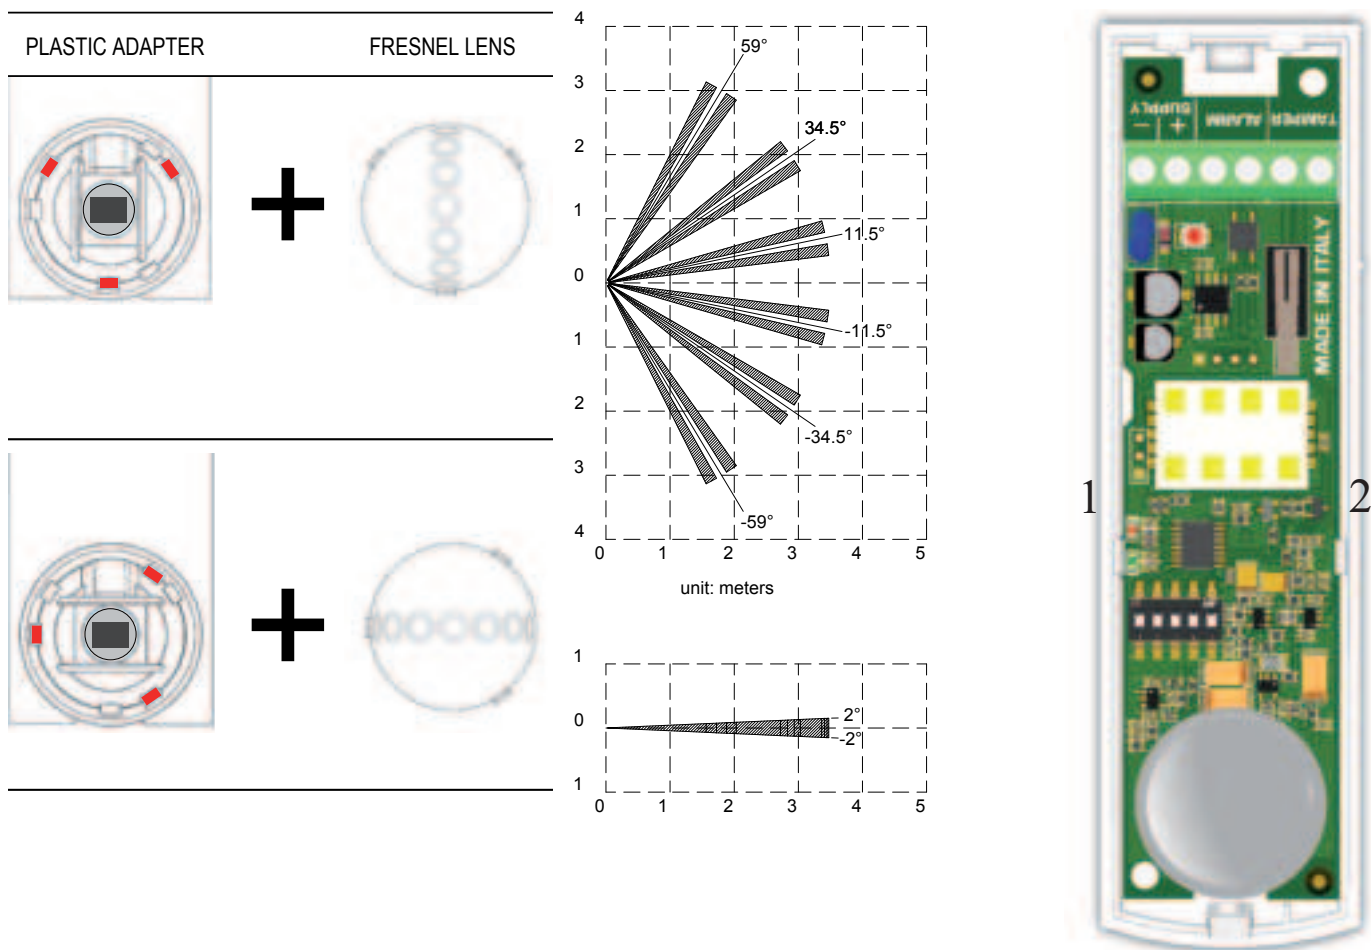 PLASTIC ADAPTER
FRESNEL LENS
4
3
2
1
0
1
2
3
4
59°
34.5°
11.5°
-11.5°
-34.5°
-59°
0 1 2 3 4 5
unit: meters
1
0
1
2°
-2°
0 1 2 3 4 5
- + SUPPLY
ALARM
TAMPER
MADE IN ITALY
1
2